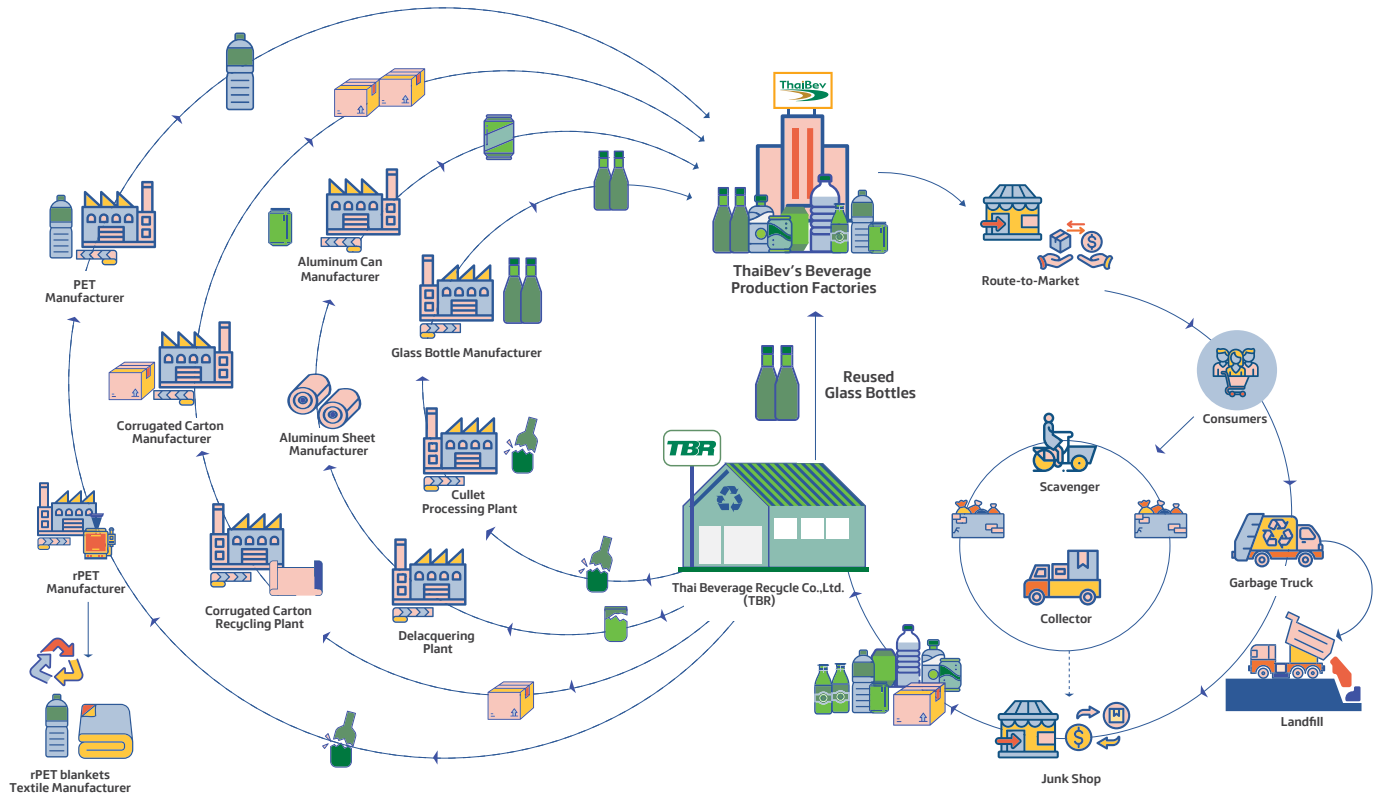 ThaiBev
ThaiBev's Beverage
Production Factories
Route-to-Market
Consumers
Scavenger
Collector
Garbage Truck
Landfill
Junk Shop
TBR
Thai Beverage Recycle Co.,Ltd.
(TBR)
Reused
Glass Bottles
PET
Manufacturer
Aluminum Can
Manufacturer
Glass Bottle Manufacturer
Corrugated Carton
Manufacturer
Aluminum Sheet
Manufacturer
Cullet
Processing Plant
rPET
Manufacturer
Corrugated Carton
Recycling Plant
Delacquering
Plant
rPET blankets
Textile Manufacturer